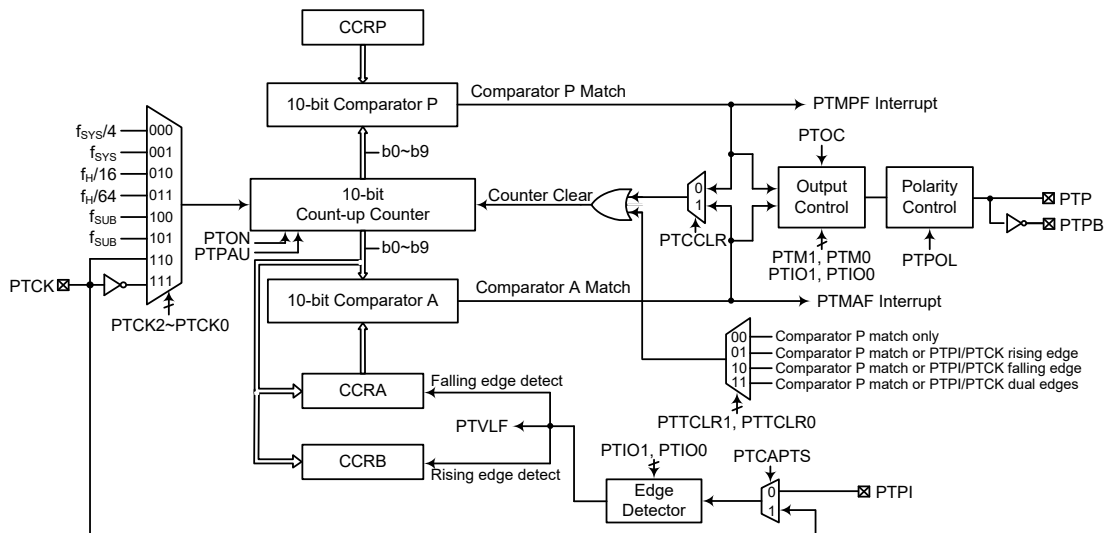 CCRP
10-bit Comparator P
Comparator P Match
PTMPF Interrupt
fSYS/4
fSYS
fH/16
fH/64
fSUB
fSUB
000
001
010
011
100
101
110
111
PTCK
PTCK2~PTCK0
b0~b9
10-bit
Count-up Counter
PTON
PTPAU
b0~b9
Counter Clear
0
1
PTCCLR
PTOC
Output
Control
PTM1, PTM0
PTIO1, PTIO0
Polarity
Control
PTPOL
PTP
PTPB
10-bit Comparator A
Comparator A Match
PTMAF Interrupt
00
01
10
11
Comparator P match only
Comparator P match or PTPI/PTCK rising edge
Comparator P match or PTPI/PTCK falling edge
Comparator P match or PTPI/PTCK dual edges
PTTCLR1, PTTCLR0
CCRA
Falling edge detect
PTVLF
CCRB
Rising edge detect
PTIO1, PTIO0
Edge
Detector
PTCAPTS
0
1
PTPI